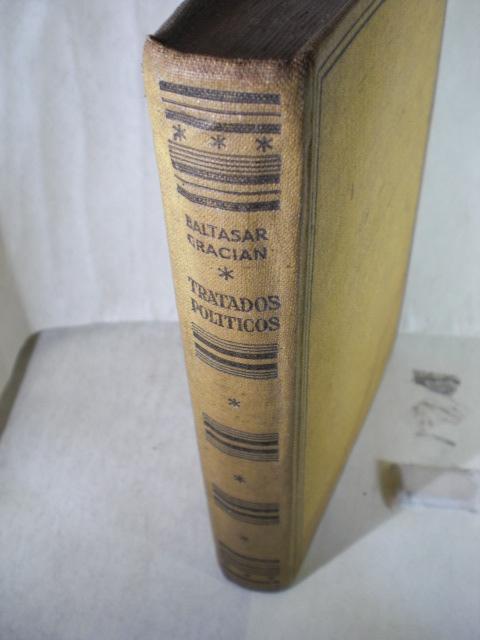 BALTASAR
GRACIAN
*
TRATADOS
POLITICOS